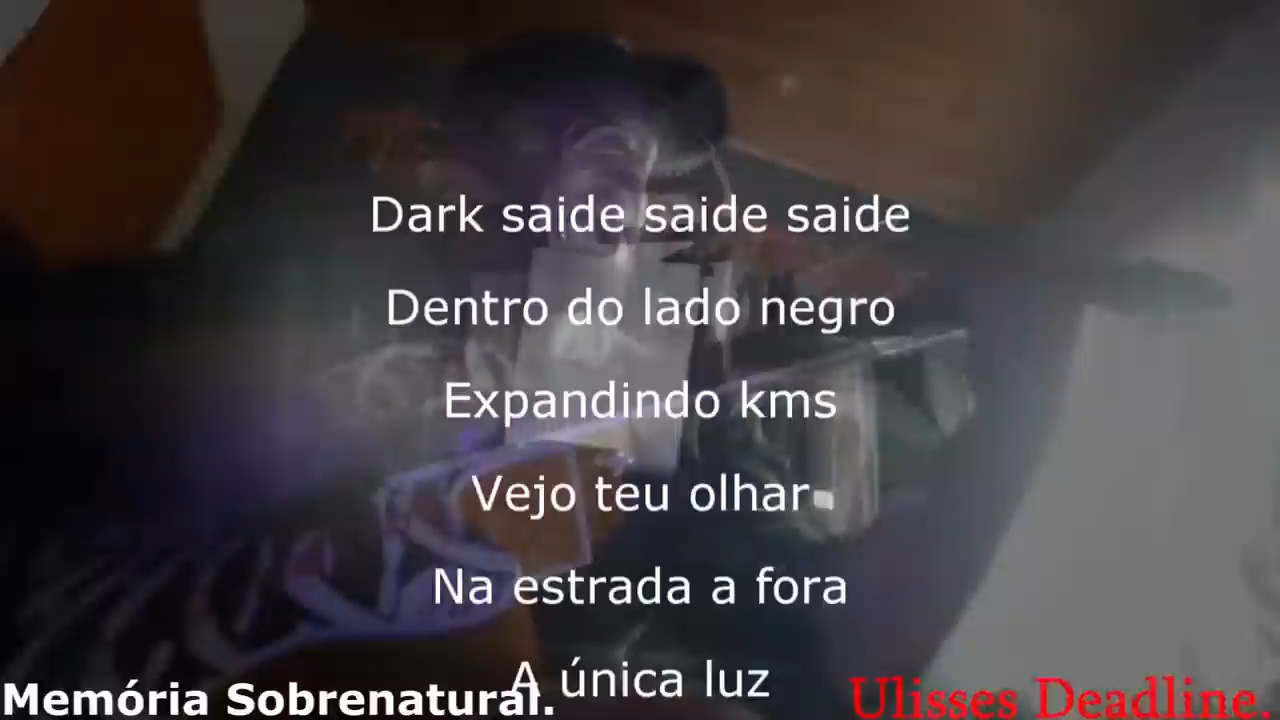 Dark saide saide saide
Dentro do lado negro
Expandindo kms
Vejo teu olhar
Na estrada a fora
A única luz
Memória Sobrenatural.
Ulisses Deadline.